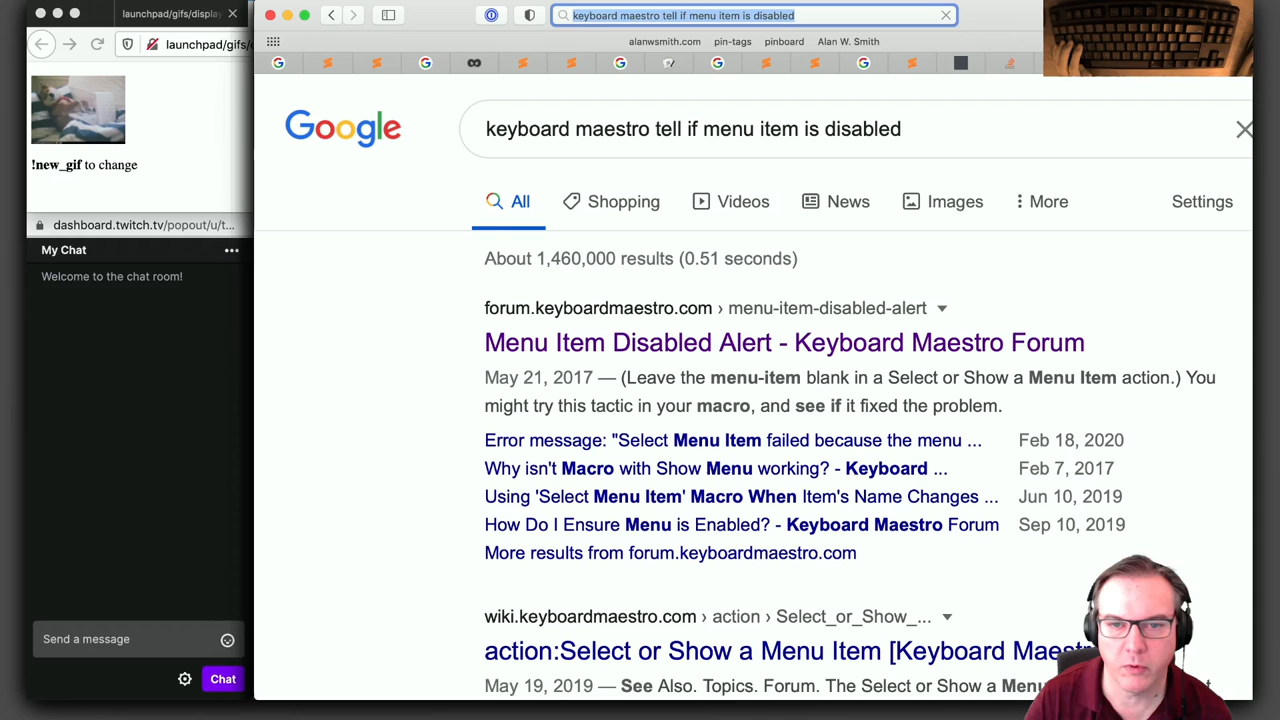 launchpad/gifs/display
launchpad/gifs/
!new_gif to change
dashboard.twitch.tv/popout/u/t...
My Chat
Welcome to the chat room!
Send a message
Chat
keyboard maestro tell if menu item is disabled
alanwsmith.com pin-tags pinboard Alan W. Smith
Google
keyboard maestro tell if menu item is disabled
All Shopping Videos News Images More Settings
About 1,460,000 results (0.51 seconds)
forum.keyboardmaestro.com › menu-item-disabled-alert
Menu Item Disabled Alert - Keyboard Maestro Forum
May 21, 2017 — (Leave the menu-item blank in a Select or Show a Menu Item action.) You
might try this tactic in your macro, and see if it fixed the problem.
Error message: "Select Menu Item failed because the menu ... Feb 18, 2020
Why isn't Macro with Show Menu working? - Keyboard ... Feb 7, 2017
Using 'Select Menu Item' Macro When Item's Name Changes ... Jun 10, 2019
How Do I Ensure Menu is Enabled? - Keyboard Maestro Forum Sep 10, 2019
More results from forum.keyboardmaestro.com
wiki.keyboardmaestro.com › action › Select_or_Show_...
action:Select or Show a Menu Item [Keyboard Maest
May 19, 2019 — See Also. Topics. Forum. The Select or Show a Menu